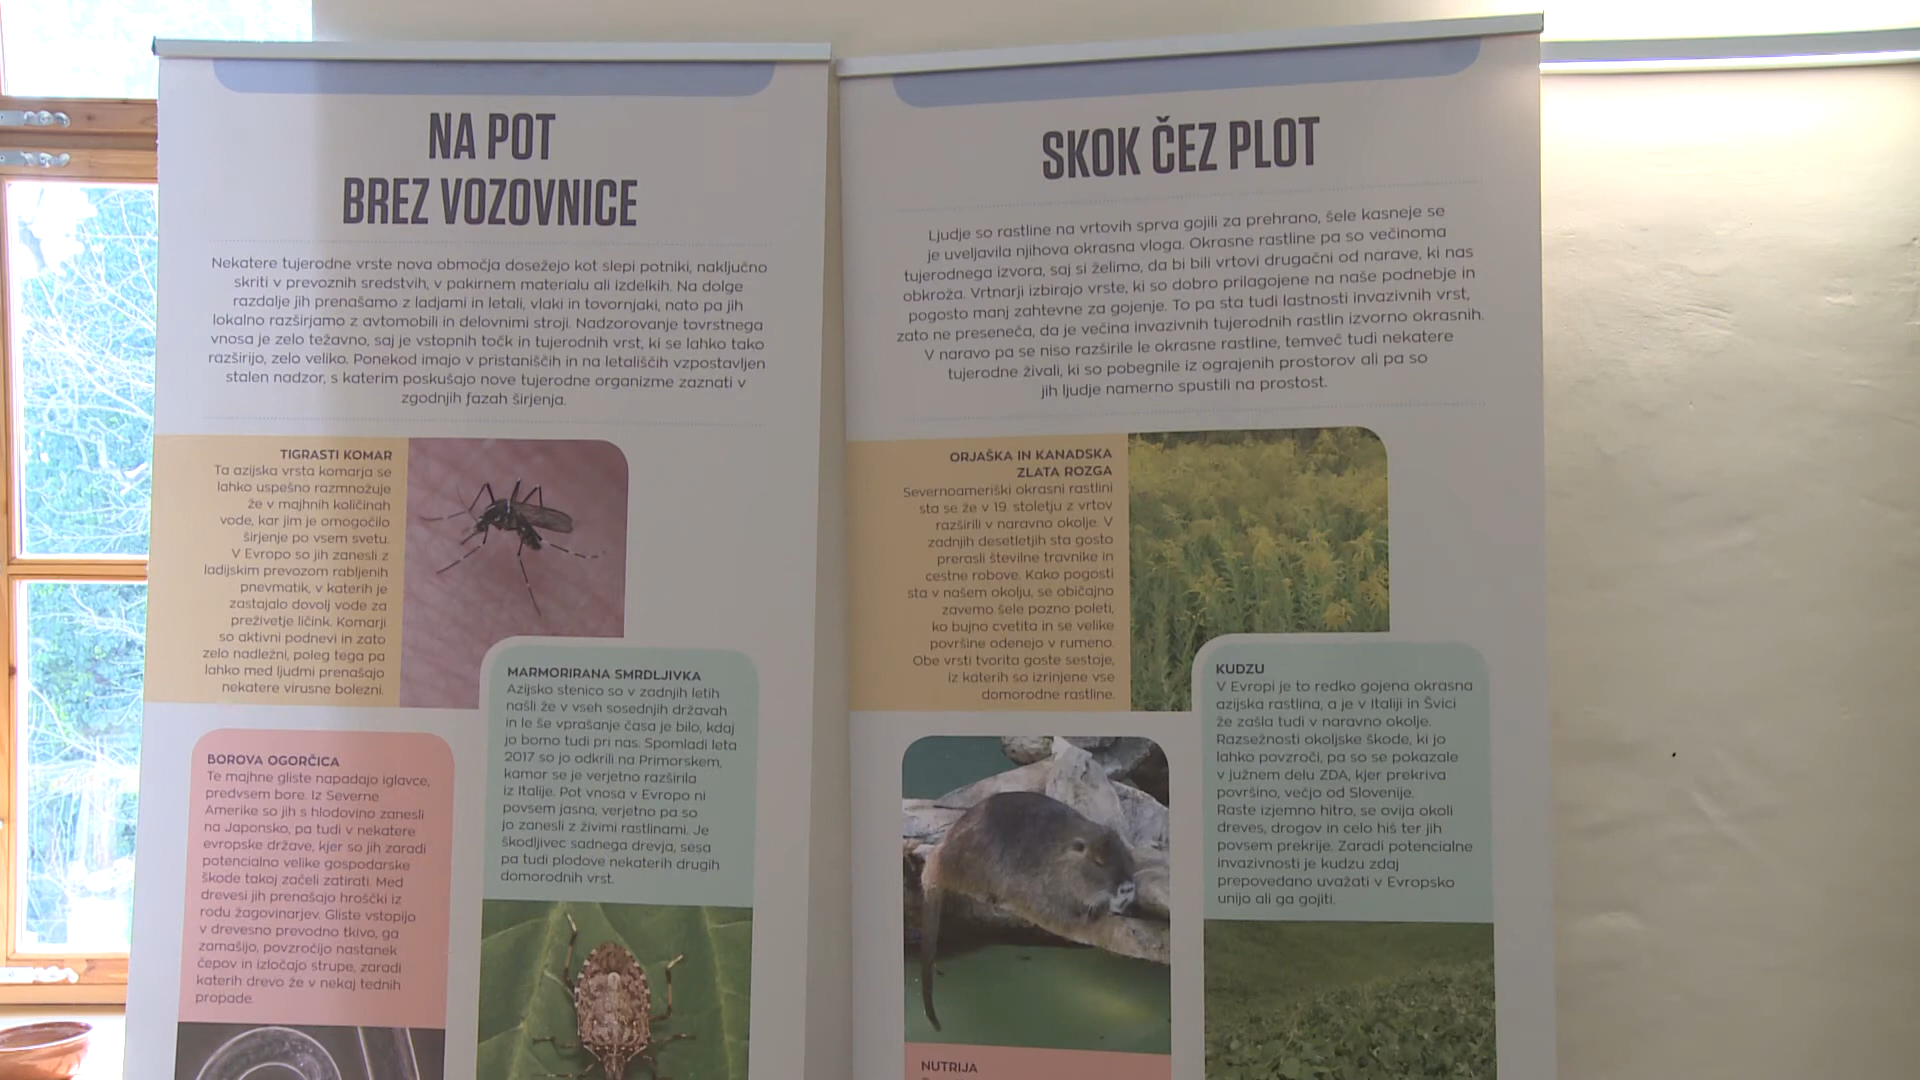 NA POT
BREZ VOZOVNICE
Nekatere tujerodne vrste nova območja dosežejo kot slepi potniki, naključno
skriti v prevoznih sredstvih, v pakirnem materialu ali izdelkih. Na dolge
razdalje jih prenašamo z ladjami in letali, vlaki in tovornjaki, nato pa jih
lokalno razširjamo z avtomobili in delovnimi stroji. Nadzorovanje tovrstnega
vnosa je zelo težavno, saj je vstopnih točk in tujerodnih vrst, ki se lahko tako
razširijo, zelo veliko. Ponekod imajo v pristaniščih in na letališčih vzpostavljen
stalen nadzor, s katerim poskušajo nove tujerodne organizme zaznati v
zgodnjih fazah širjenja.
TIGRASTI KOMAR
Ta azijska vrsta komarja se
lahko uspešno razmnožuje
že v majhnih količinah
vode, kar jim je omogočilo
širjenje po vsem svetu.
V Evropo so jih zanesli z
ladijskim prevozom rabljenih
pnevmatik, v katerih je
zastajalo dovolj vode za
preživetje ličink. Komarji
so aktivni podnevi in zato
zelo nadležni, poleg tega pa
lahko med ljudmi prenašajo
nekatere virusne bolezni.
MARMORIRANA SMRDLJIVKA
Azijsko stenico so v zadnjih letih
našli že v vseh sosednjih državah
in le še vprašanje časa je bilo, kdaj
jo bomo tudi pri nas. Spomladi leta
2017 so jo odkrili na Primorskem,
kamor se je verjetno razširila
iz Italije. Pot vnosa v Evropo ni
povsem jasna, verjetno pa so
jo zanesli z živimi rastlinami. Je
škodljivec sadnega drevja, sesa
pa tudi plodove nekaterih drugih
domorodnih vrst.
BOROVA OGORČICA
Te majhne gliste napadajo iglavce,
predvsem bore. Iz Severne
Amerike so jih s hlodovino zanesli
na Japonsko, pa tudi v nekatere
evropske države, kjer so jih zaradi
potencialno velike gospodarske
škode takoj začeli zatirati. Med
drevesi jih prenašajo hrošči iz
rodu žagovinarjev. Gliste vstopijo
v drevesno prevodno tkivo, ga
zamašijo, povzročijo nastanek
čepov in izločajo strupe, zaradi
katerih drevo že v nekaj tednih
propade.
SKOK ČEZ PLOT
Ljudje so rastline na vrtovih sprva gojili za prehrano, šele kasneje se
je uveljavila njihova okrasna vloga. Okrasne rastline pa so večinoma
tujerodnega izvora, saj si želimo, da bi bili vrtovi drugačni od narave, ki nas
obkroža. Vrtnarji izbirajo vrste, ki so dobro prilagojene na naše podnebje in
pogosto manj zahtevne za gojenje. To pa sta tudi lastnosti invazivnih vrst,
zato ne preseneča, da je večina invazivnih tujerodnih rastlin izvorno okrasnih.
V naravo pa se niso razširile le okrasne rastline, temveč tudi nekatere
tujerodne živali, ki so pobegnile iz ograjenih prostorov ali pa so
jih ljudje namerno spustili na prostost.
ORJAŠKA IN KANADSKA
ZLATA ROZGA
Severnoameriški okrasni rastlini
sta se že v 19. stoletju z vrtov
razširili v naravno okolje. V
zadnjih desetletjih sta gosto
prerasli številne travnike in
cestne robove. Kako pogosti
sta v našem okolju, se običajno
zavemo šele pozno poleti,
ko bujno cvetita in se velike
površine odenejo v rumeno.
Obe vrsti tvorita goste sestoje,
iz katerih so izrinjene vse
domorodne rastline.
KUDZU
V Evropi je to redko gojena okrasna
azijska rastlina, a je v Italiji in Švici
že zašla tudi v naravno okolje.
Razsežnosti okoljske škode, ki jo
lahko povzroči, pa so se pokazale
v južnem delu ZDA, kjer prekriva
površino, večjo od Slovenije.
Raste izjemno hitro, se ovija okoli
dreves, drogov in celo hiš ter jih
povsem prekrije. Zaradi potencialne
invazivnosti je kudzu zdaj
prepovedano uvažati v Evropsko
unijo ali ga gojiti.
NUTRIJA